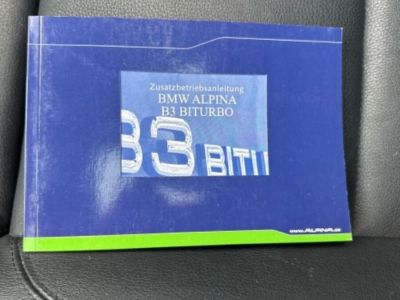 Zusatzbetriebsanleitung
BMW ALPINA
B3 BITURBO
B3 BITU
www.ALPINA.de